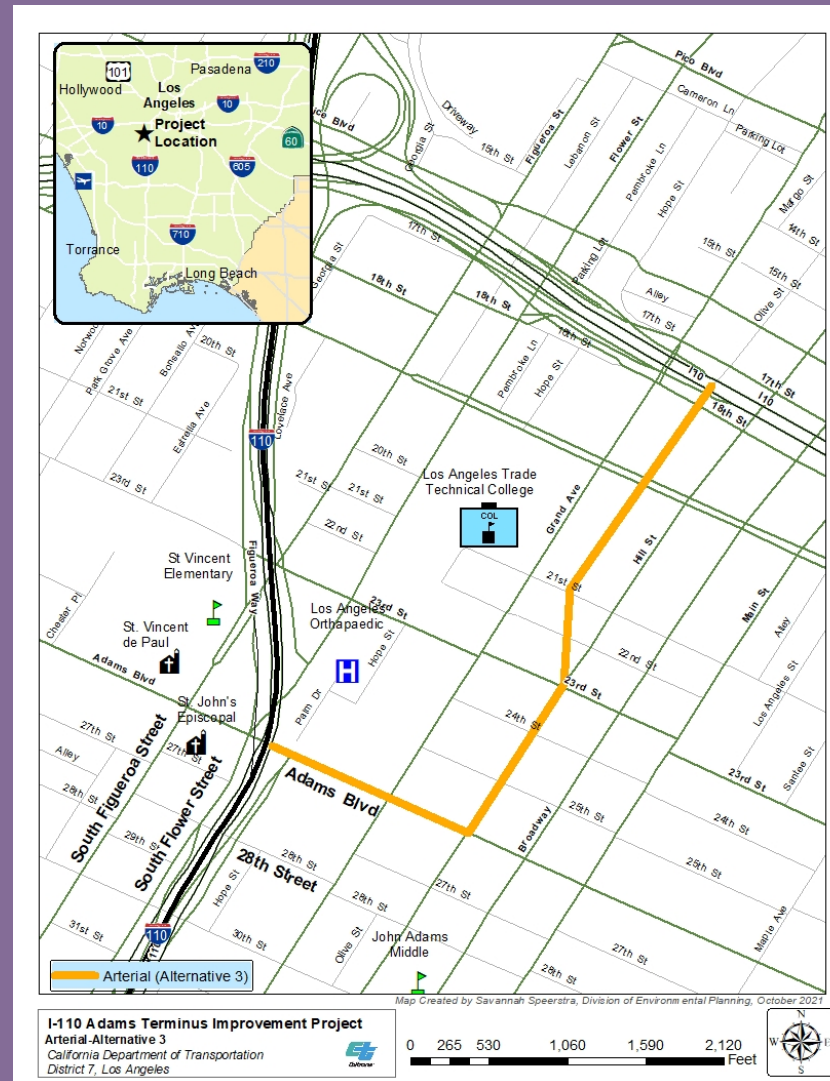 Pico Blvd
Cameron Ln
Parking Lot
Driveway
15th St
Georgia St
Figueroa St
Lebanon St
Flower St
Pembroke Ln
Hope St
Margo St
14th St
15th St
15th St
Olive St
Alley
17th St
Parking Lot
101
Hollywood
Pasadena
210
Los
Angeles
10
10
Project
Location
60
110
605
710
Torrance
Long Beach
17th St
Georgia St
18th St
18th St
18th St
I10
17th St
I10
18th St
Park Grove Ave
Bonsallo Av
20th St
21st St
Estrella Ave
Lovelace Ave
110
Pembroke Ln
Hope St
23rd St
20th St
21st St
21st St
22nd St
Los Angeles Trade
Technical College
COL
Grand Ave
Hill St
21st St
22nd St
Main St
Alley
St Vincent
Elementary
Figueroa Way
Los Angeles
Orthapaedic
23rd St
Hope St
H
Chester Pl
St. Vincent
de Paul
Adams Blvd
St. John's
Episcopal
Palm Dr
23rd St
24th St
Los Angeles St
Santee St
23rd St
27th St
27th St
Alley
28th St
29th St
South Figueroa Street
South Flower Street
Adams Blvd
Broadway
25th St
24th St
25th St
28th Street
28th St
28th St
27th St
27th St
28th St
Hope St
30th St
31st St
110
Olive St
John Adams
Middle
Maple Ave
Arterial (Alternative 3)
Map Created by Savannah Speerstra, Division of Environmental Planning, October 2021
I-110 Adams Terminus Improvement Project
Arterial-Alternative 3
California Department of Transportation
District 7, Los Angeles
Caltrans
0 265 530 1,060 1,590 2,120
Feet
N
W E
S